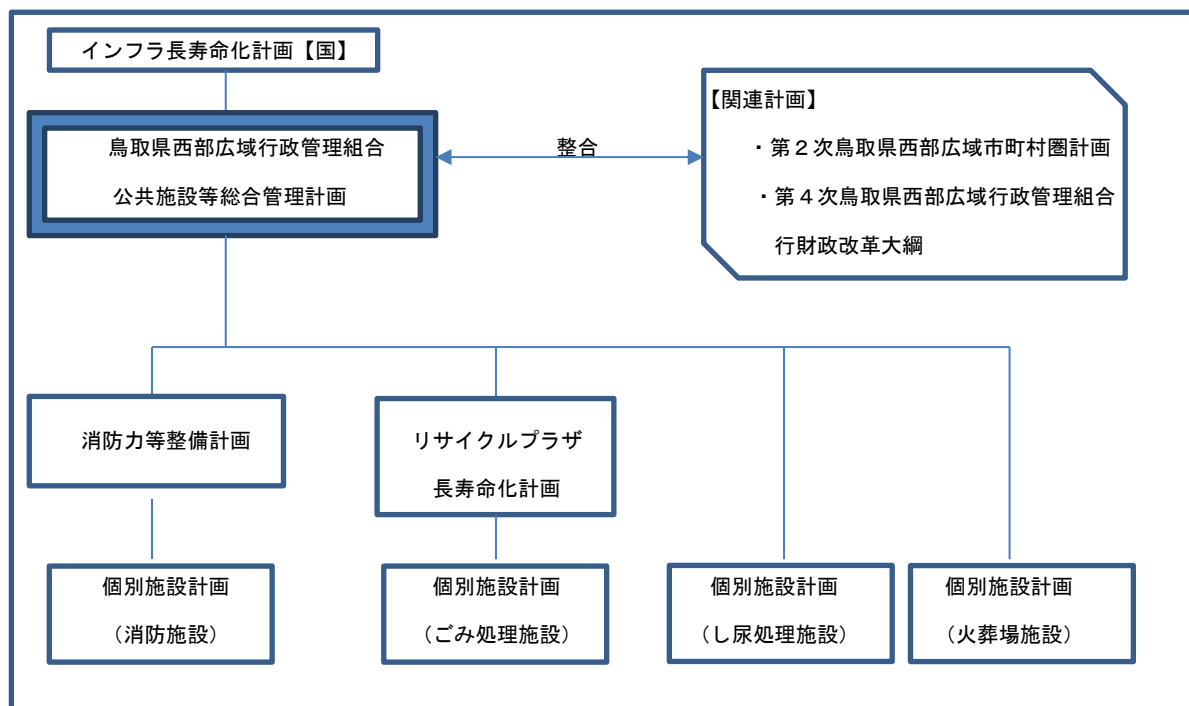 インフラ長寿命化計画【国】
鳥取県西部広域行政管理組合
公共施設等総合管理計画
整合
【関連計画】
・第２次鳥取県西部広域市町村圏計画
・第４次鳥取県西部広域行政管理組合
行財政改革大綱
消防力等整備計画
リサイクルプラザ
長寿命化計画
個別施設計画
（消防施設）
個別施設計画
（ごみ処理施設）
個別施設計画
（し尿処理施設）
個別施設計画
（火葬場施設）